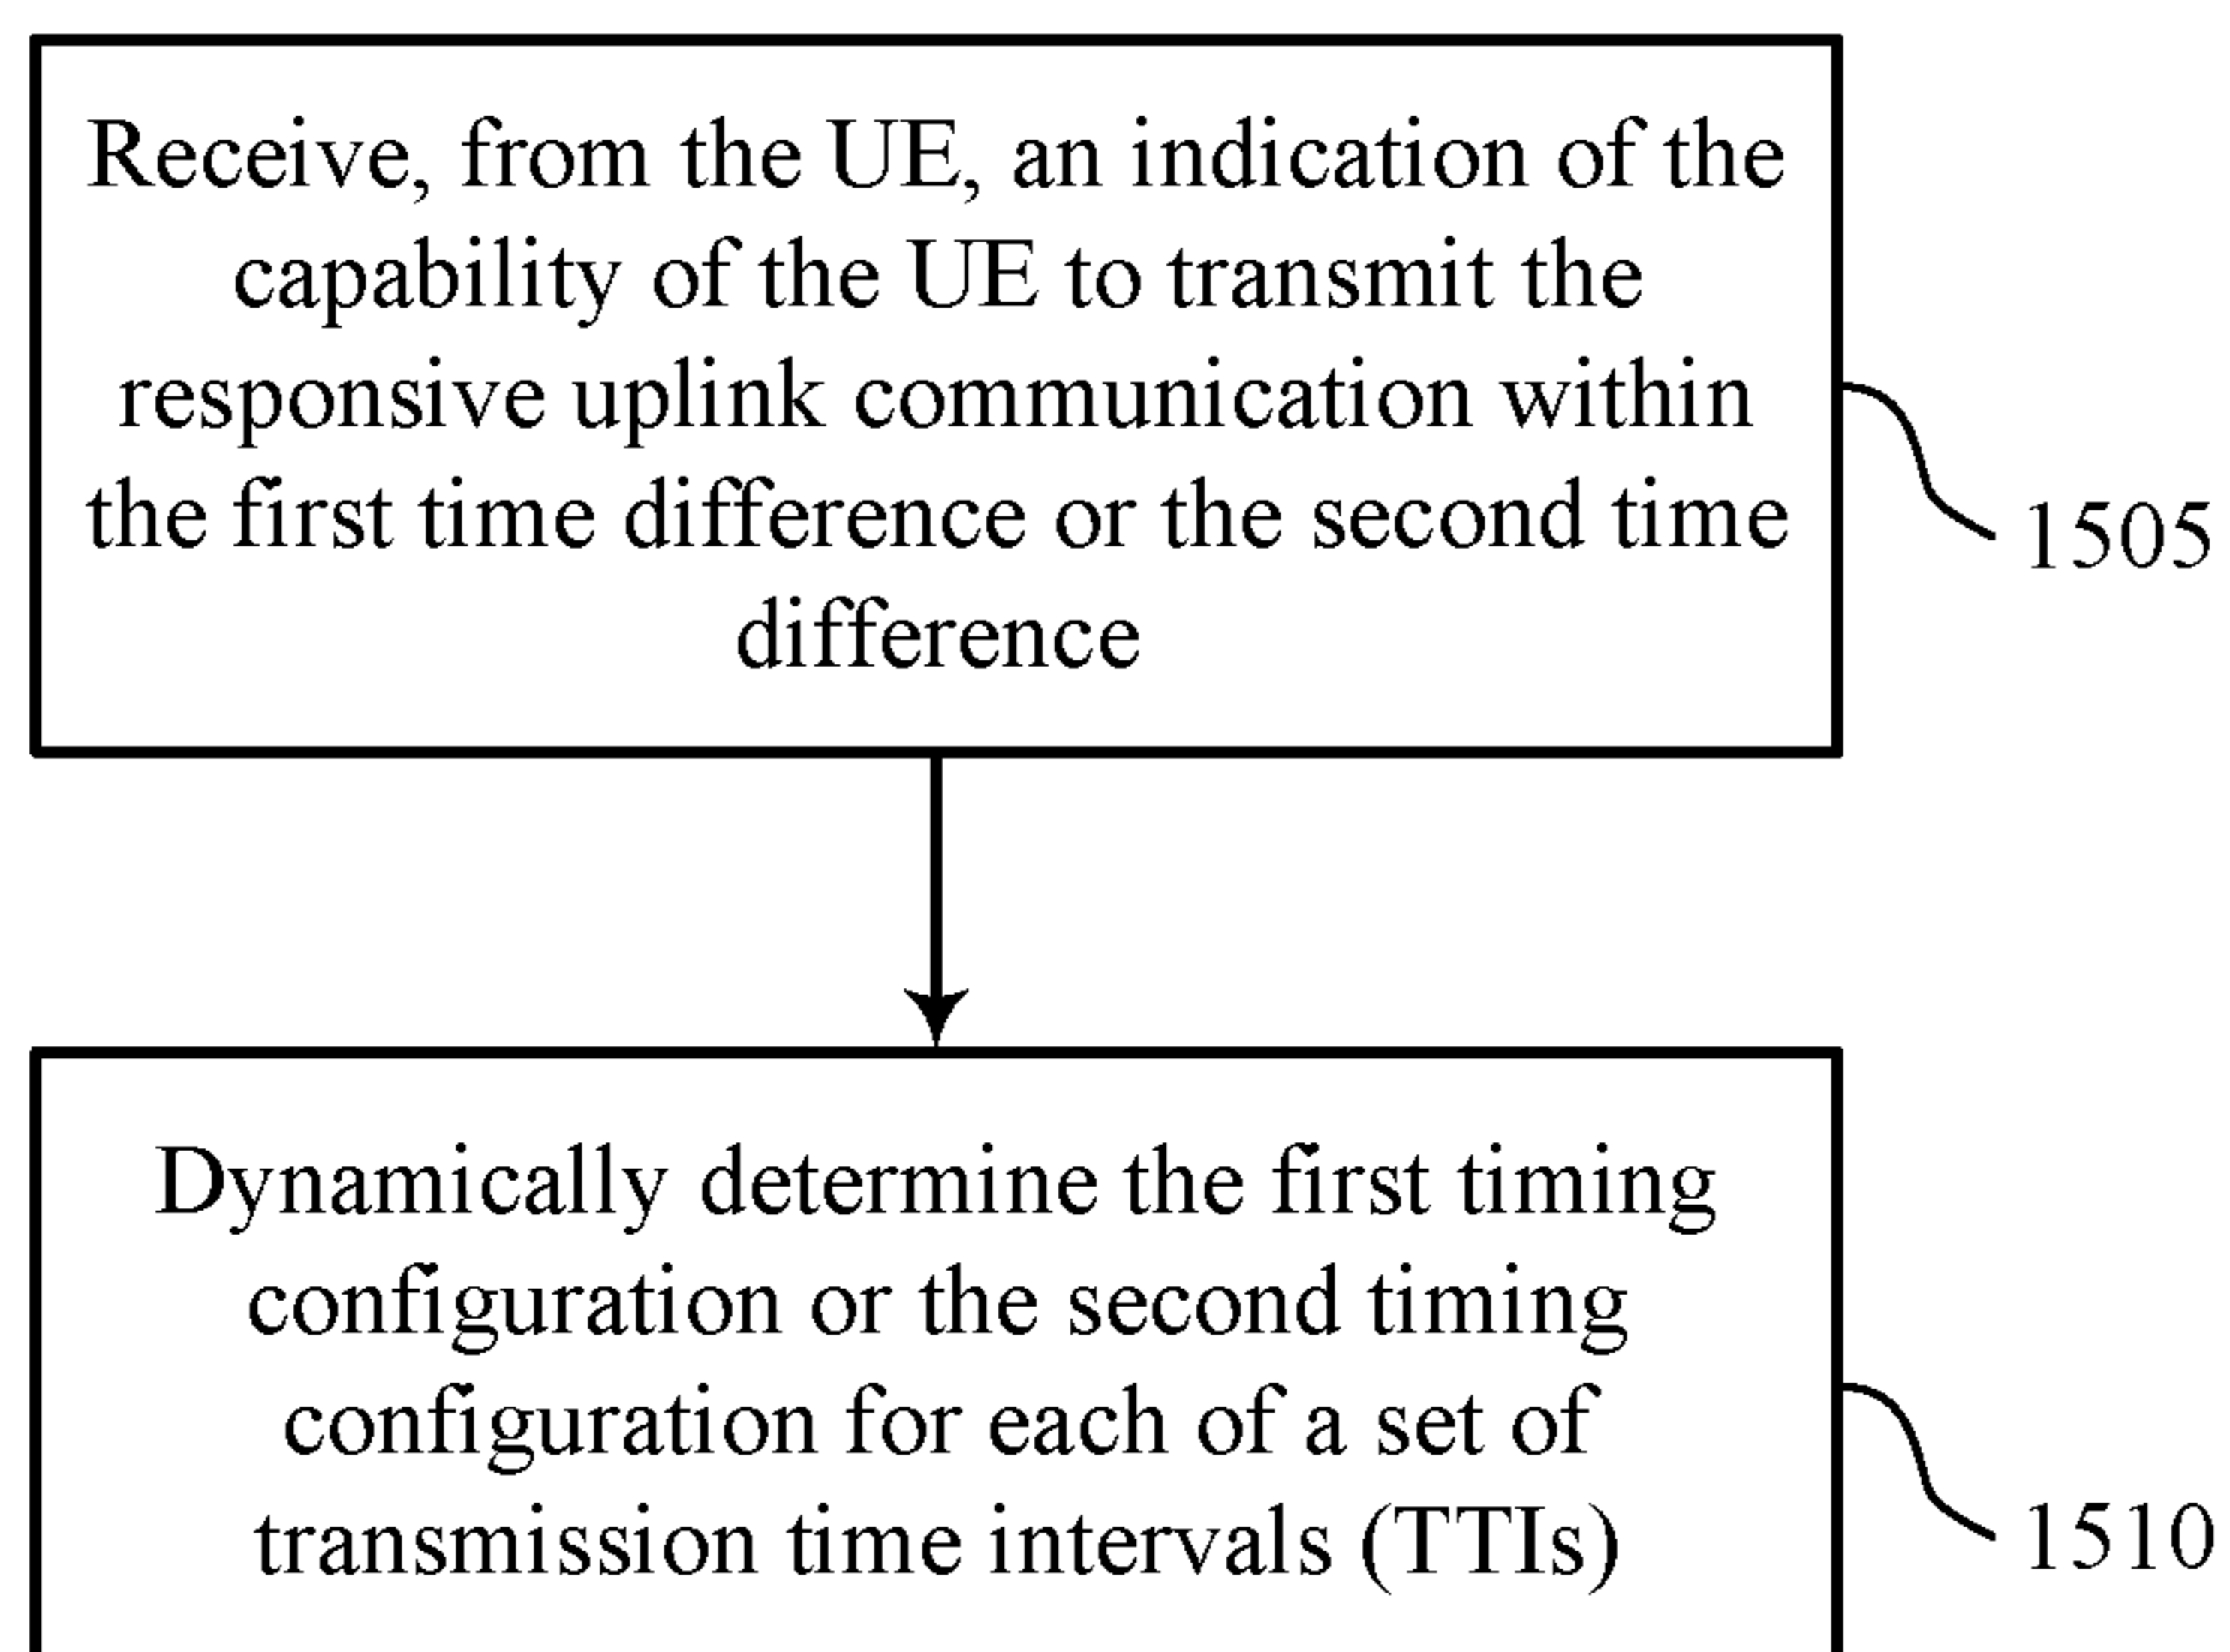 Receive, from the UE, an indication of the
capability of the UE to transmit the
responsive uplink communication within
the first time difference or the second time
difference
1505
Dynamically determine the first timing
configuration or the second timing
configuration for each of a set of
transmission time intervals (TTIs)
1510